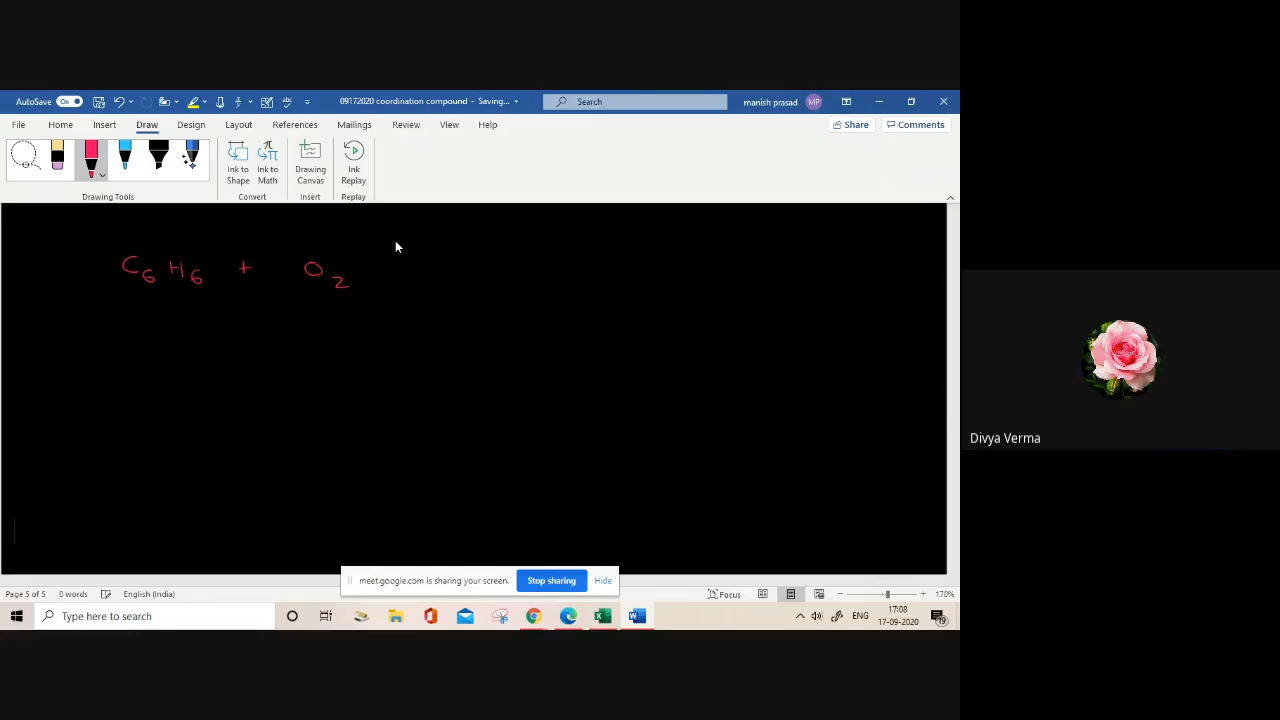 AutoSave On 09172020 coordination compound - Saving... Search manish prasad MP
File Home Insert Draw Design Layout References Mailings Review View Help Share Comments
Ink to Shape Ink to Math Drawing Canvas Ink Replay
Drawing Tools Convert Insert Replay
C6H6 + O2
Divya Verma
meet.google.com is sharing your screen. Stop sharing Hide
Page 5 of 5 0 words English (India) Focus 170%
Type here to search ENG 17:08 17-09-2020 19